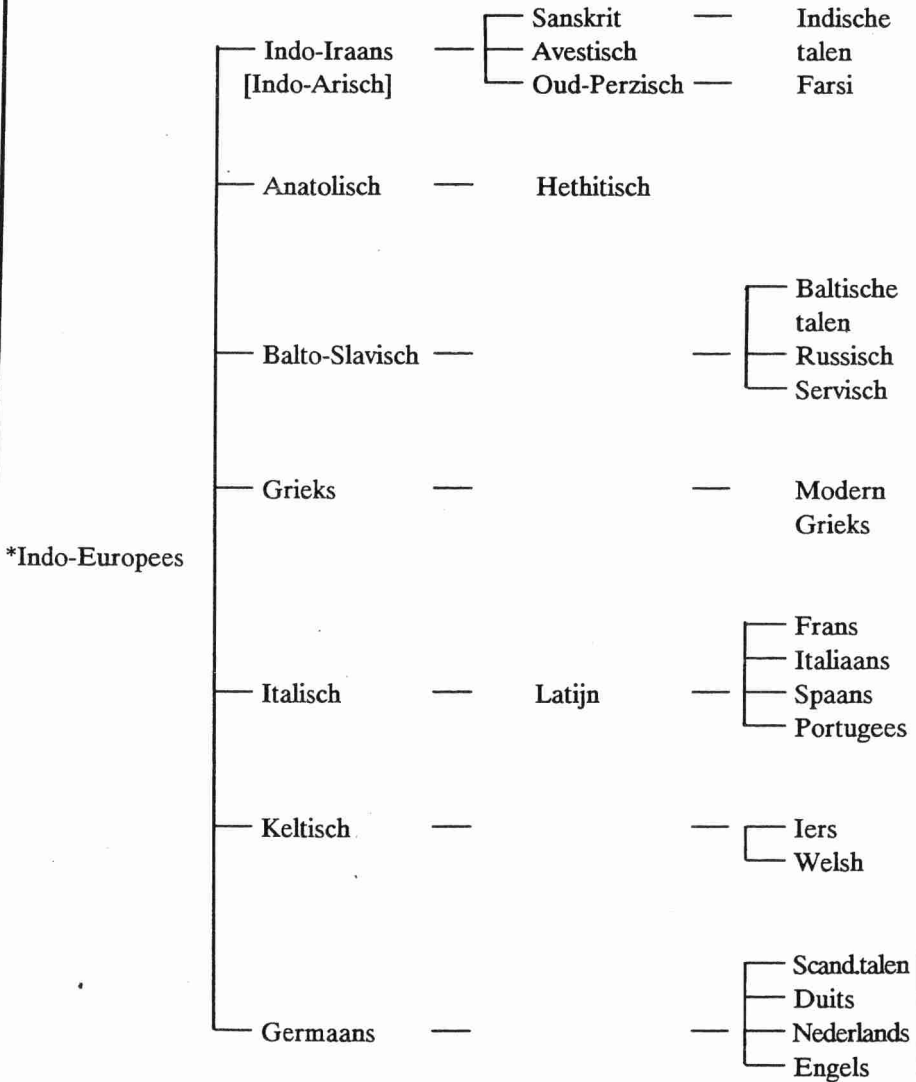 Sanskrit — Indische
Indo-Iraans — Avestisch talen
[Indo-Arisch] Oud-Perzisch — Farsi
Anatolisch — Hethitisch
Baltische
talen
Balto-Slavisch — — Russisch
Servisch
Grieks — — Modern
Grieks
*Indo-Europees
Frans
Italiaans
Italisch — Latijn — Spaans
Portugees
Keltisch — — Iers
Welsh
Scand.talen
Duits
Germaans — — Nederlands
Engels